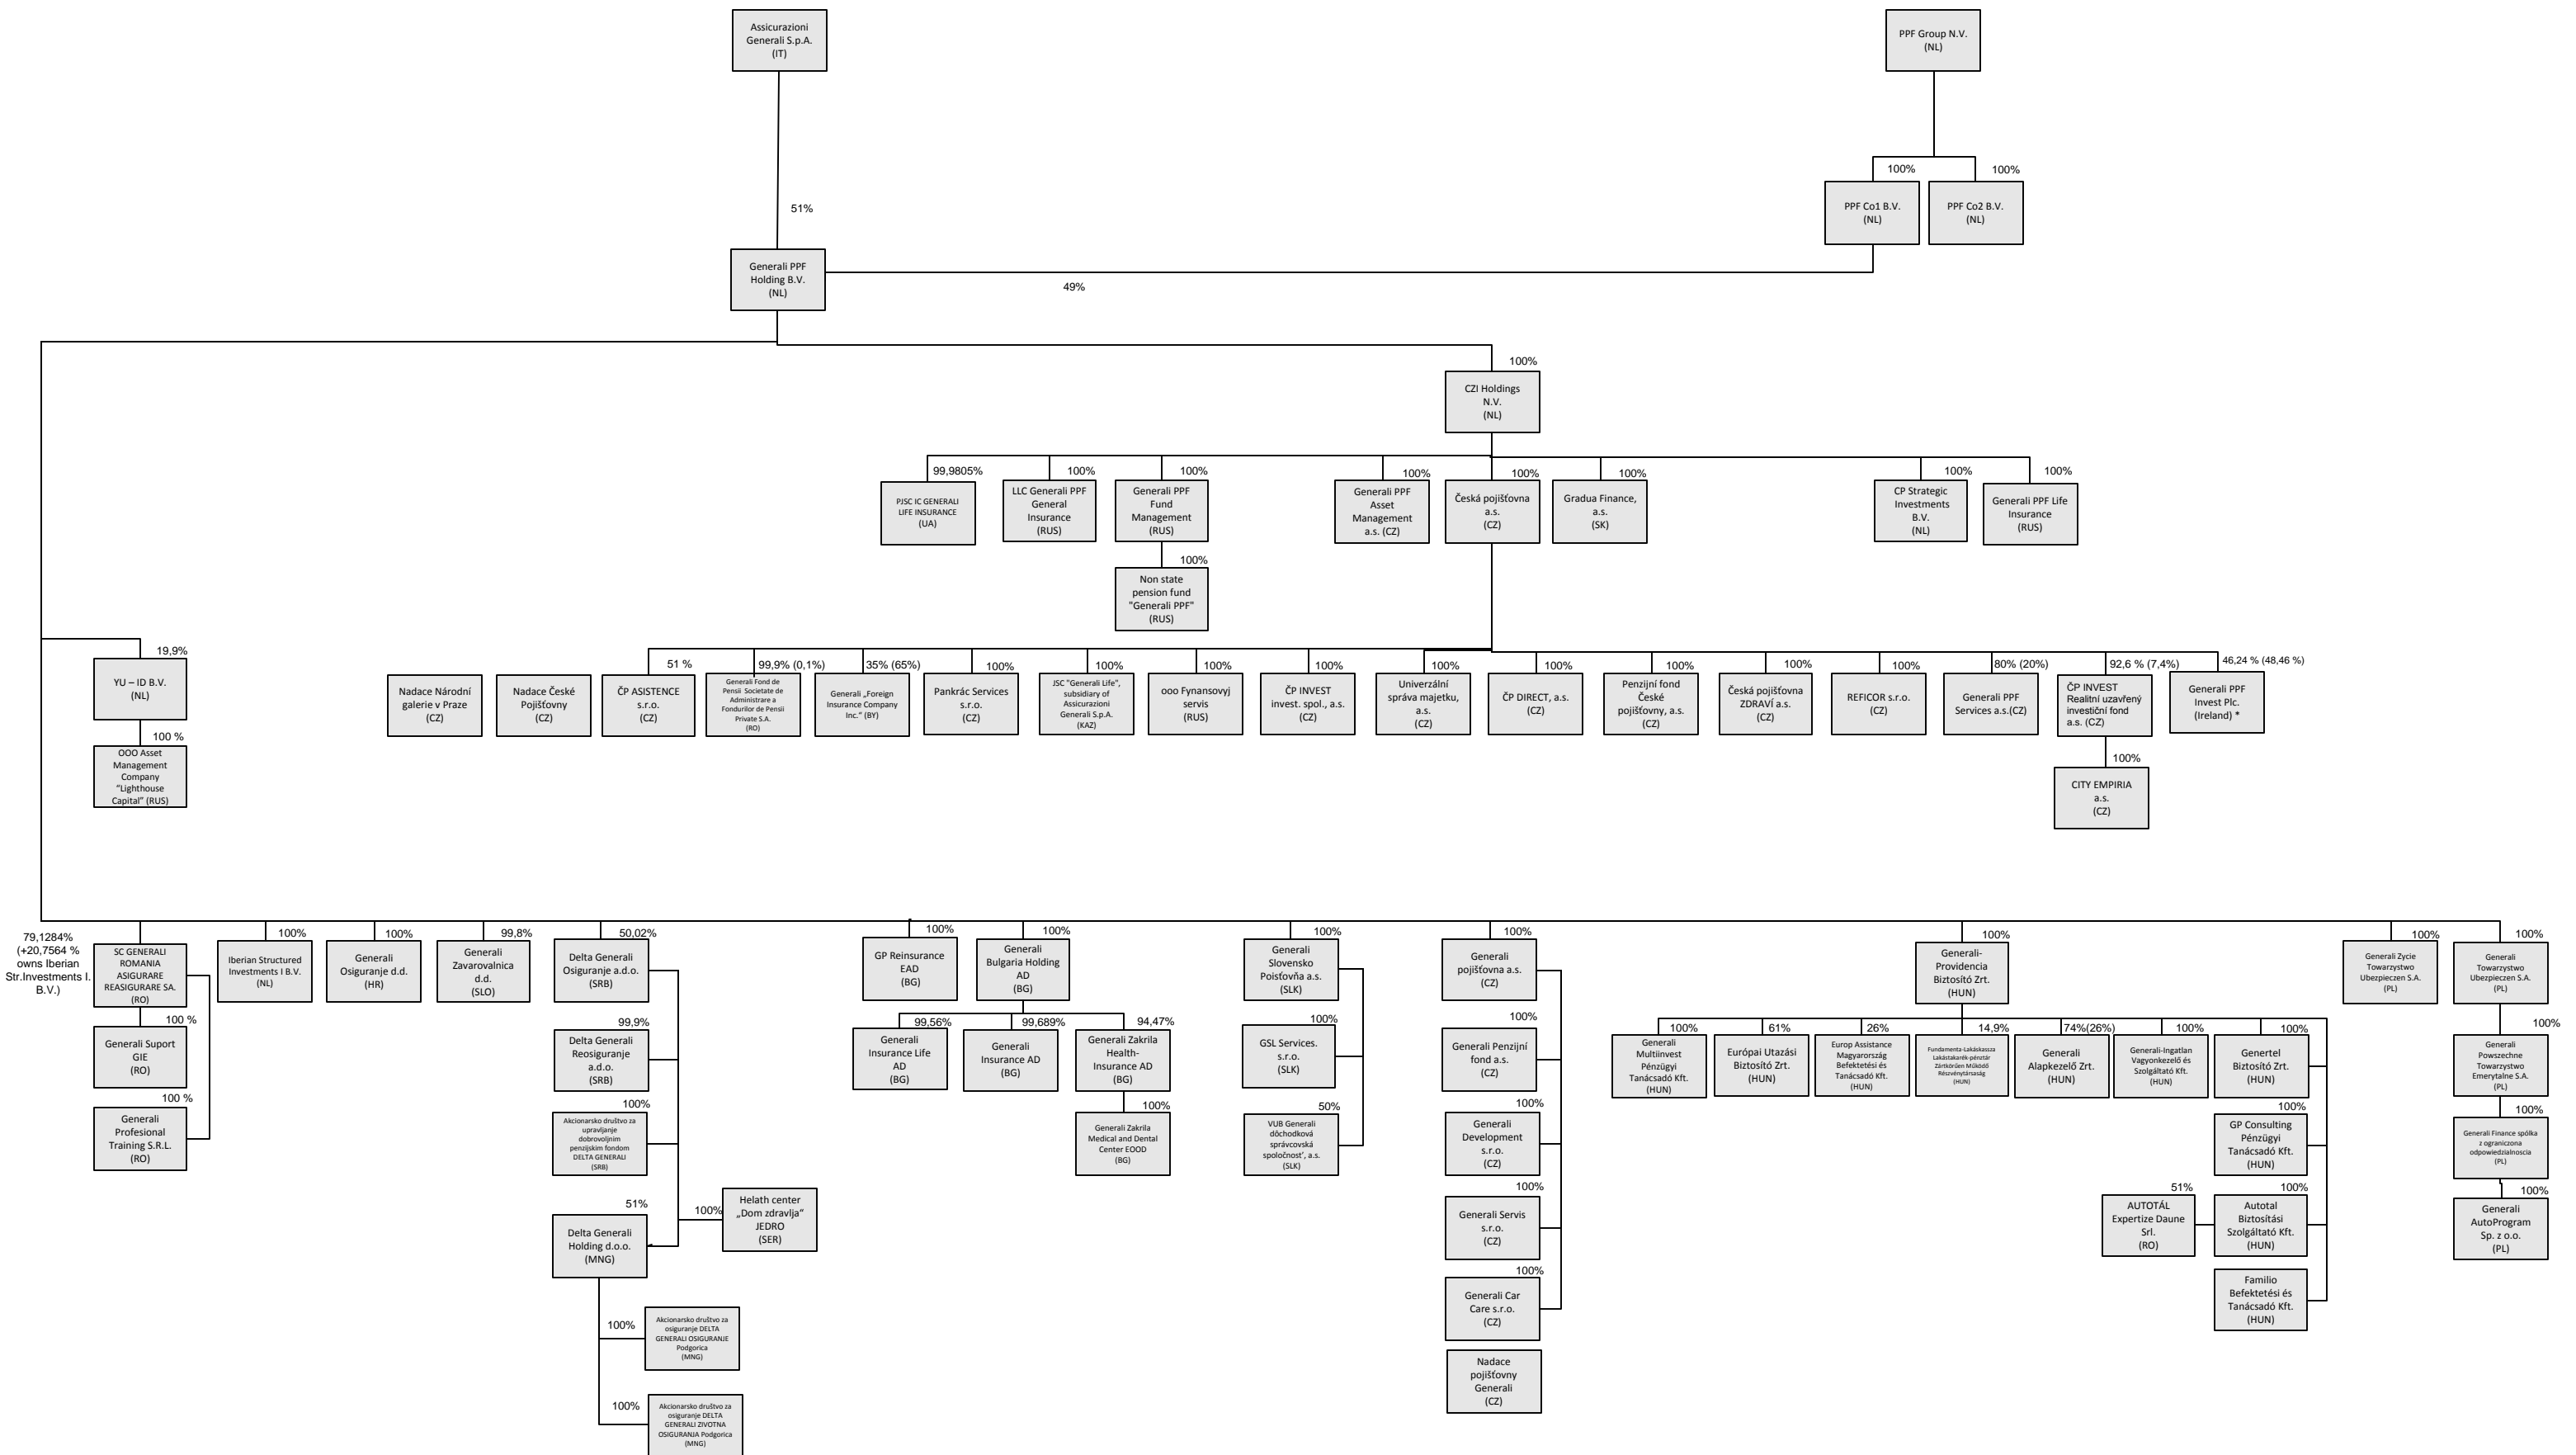 Assicurazioni
Generali S.p.A.
(IT)
PPF Group N.V.
(NL)
100%
100%
PPF Co1 B.V.
(NL)
PPF Co2 B.V.
(NL)
51%
Generali PPF
Holding B.V.
(NL)
49%
100%
CZI Holdings
N.V.
(NL)
99,9805%
PJSC IC GENERALI
LIFE INSURANCE
(UA)
100%
LLC Generali PPF
General
Insurance
(RUS)
100%
Generali PPF
Fund
Management
(RUS)
100%
Generali PPF
Asset
Management
a.s. (CZ)
100%
Česká pojišťovna
a.s.
(CZ)
100%
Gradua Finance,
a.s.
(SK)
100%
CP Strategic
Investments
B.V.
(NL)
100%
Generali PPF Life
Insurance
(RUS)
100%
Non state
pension fund
"Generali PPF"
(RUS)
19,9%
YU – ID B.V.
(NL)
100 %
OOO Asset
Management
Company
“Lighthouse
Capital” (RUS)
Nadace Národní
galerie v Praze
(CZ)
Nadace České
Pojišťovny
(CZ)
51 %
ČP ASISTENCE
s.r.o.
(CZ)
99,9% (0,1%)
Generali Fond de
Pensii Societate de
Administrare a
Fondurilor de Pensii
Private S.A.
(RO)
35% (65%)
Generali „Foreign
Insurance Company
Inc.“ (BY)
100%
Pankrác Services
s.r.o.
(CZ)
100%
JSC "Generali Life",
subsidiary of
Assicurazioni
Generali S.p.A.
(KAZ)
100%
ooo Fynansovyj
servis
(RUS)
100%
ČP INVEST
invest. spol., a.s.
(CZ)
100%
Univerzální
správa majetku,
a.s.
(CZ)
100%
ČP DIRECT, a.s.
(CZ)
100%
Penzijní fond
České
pojišťovny, a.s.
(CZ)
100%
Česká pojišťovna
ZDRAVÍ a.s.
(CZ)
100%
REFICOR s.r.o.
(CZ)
80% (20%)
Generali PPF
Services a.s.(CZ)
92,6 % (7,4%)
ČP INVEST
Realitní uzavřený
investiční fond
a.s. (CZ)
46,24 % (48,46 %)
Generali PPF
Invest Plc.
(Ireland) *
100%
CITY EMPIRIA
a.s.
(CZ)
79,1284%
(+20,7564 %
owns Iberian
Str.Investments I.
B.V.)
SC GENERALI
ROMANIA
ASIGURARE
REASIGURARE SA.
(RO)
100 %
Generali Suport
GIE
(RO)
100 %
Generali
Profesional
Training S.R.L.
(RO)
100%
Iberian Structured
Investments I B.V.
(NL)
100%
Generali
Osiguranje d.d.
(HR)
99,8%
Generali
Zavarovalnica
d.d.
(SLO)
50,02%
Delta Generali
Osiguranje a.d.o.
(SRB)
99,9%
Delta Generali
Reosiguranje
a.d.o.
(SRB)
100%
Akcionarsko društvo za
upravljanje
dobrovoljnim
penzijskim fondom
DELTA GENERALI
(SRB)
51%
Delta Generali
Holding d.o.o.
(MNG)
100%
Helath center
„Dom zdravlja“
JEDRO
(SER)
100%
Akcionarsko društvo za
osiguranje DELTA
GENERALI OSIGURANJE
Podgorica
(MNG)
100%
Akcionarsko društvo za
osiguranje DELTA
GENERALI ZIVOTNA
OSIGURANJA Podgorica
(MNG)
100%
GP Reinsurance
EAD
(BG)
100%
Generali
Bulgaria Holding
AD
(BG)
99,56%
Generali
Insurance Life
AD
(BG)
99,689%
Generali
Insurance AD
(BG)
94,47%
Generali Zakrila
Health-
Insurance AD
(BG)
100%
Generali Zakrila
Medical and Dental
Center EOOD
(BG)
100%
Generali
Slovensko
Poisťovňa a.s.
(SLK)
100%
GSL Services.
s.r.o.
(SLK)
50%
VUB Generali
dôchodková
správcovská
spoločnosť, a.s.
(SLK)
100%
Generali
pojišťovna a.s.
(CZ)
100%
Generali Penzijní
fond a.s.
(CZ)
100%
Generali
Development
s.r.o.
(CZ)
100%
Generali Servis
s.r.o.
(CZ)
100%
Generali Car
Care s.r.o.
(CZ)
Nadace
pojišťovny
Generali
(CZ)
100%
Generali-
Providencia
Biztosító Zrt.
(HUN)
100%
Generali
Multiinvest
Pénzügyi
Tanácsadó Kft.
(HUN)
61%
Európai Utazási
Biztosító Zrt.
(HUN)
26%
Europ Assistance
Magyarország
Befektetési és
Tanácsadó Kft.
(HUN)
14,9%
Fundamenta-Lakáskassza
Lakástakarék-pénztár
Zártkörűen Működő
Részvénytársaság
(HUN)
74%(26%)
Generali
Alapkezelő Zrt.
(HUN)
100%
Generali-Ingatlan
Vagyonkezelő és
Szolgáltató Kft.
(HUN)
100%
Genertel
Biztosító Zrt.
(HUN)
100%
GP Consulting
Pénzügyi
Tanácsadó Kft.
(HUN)
51%
AUTOTÁL
Expertize Daune
Srl.
(RO)
100%
Autotal
Biztosítási
Szolgáltató Kft.
(HUN)
Familio
Befektetési és
Tanácsadó Kft.
(HUN)
100%
Generali Zycie
Towarzystwo
Ubezpieczen S.A.
(PL)
100%
Generali
Towarzystwo
Ubezpieczen S.A.
(PL)
100%
Generali
Powszechne
Towarzystwo
Emerytalne S.A.
(PL)
100%
Generali Finance spólka
z ograniczona
odpowiedzialnoscia
(PL)
100%
Generali
AutoProgram
Sp. z o.o.
(PL)